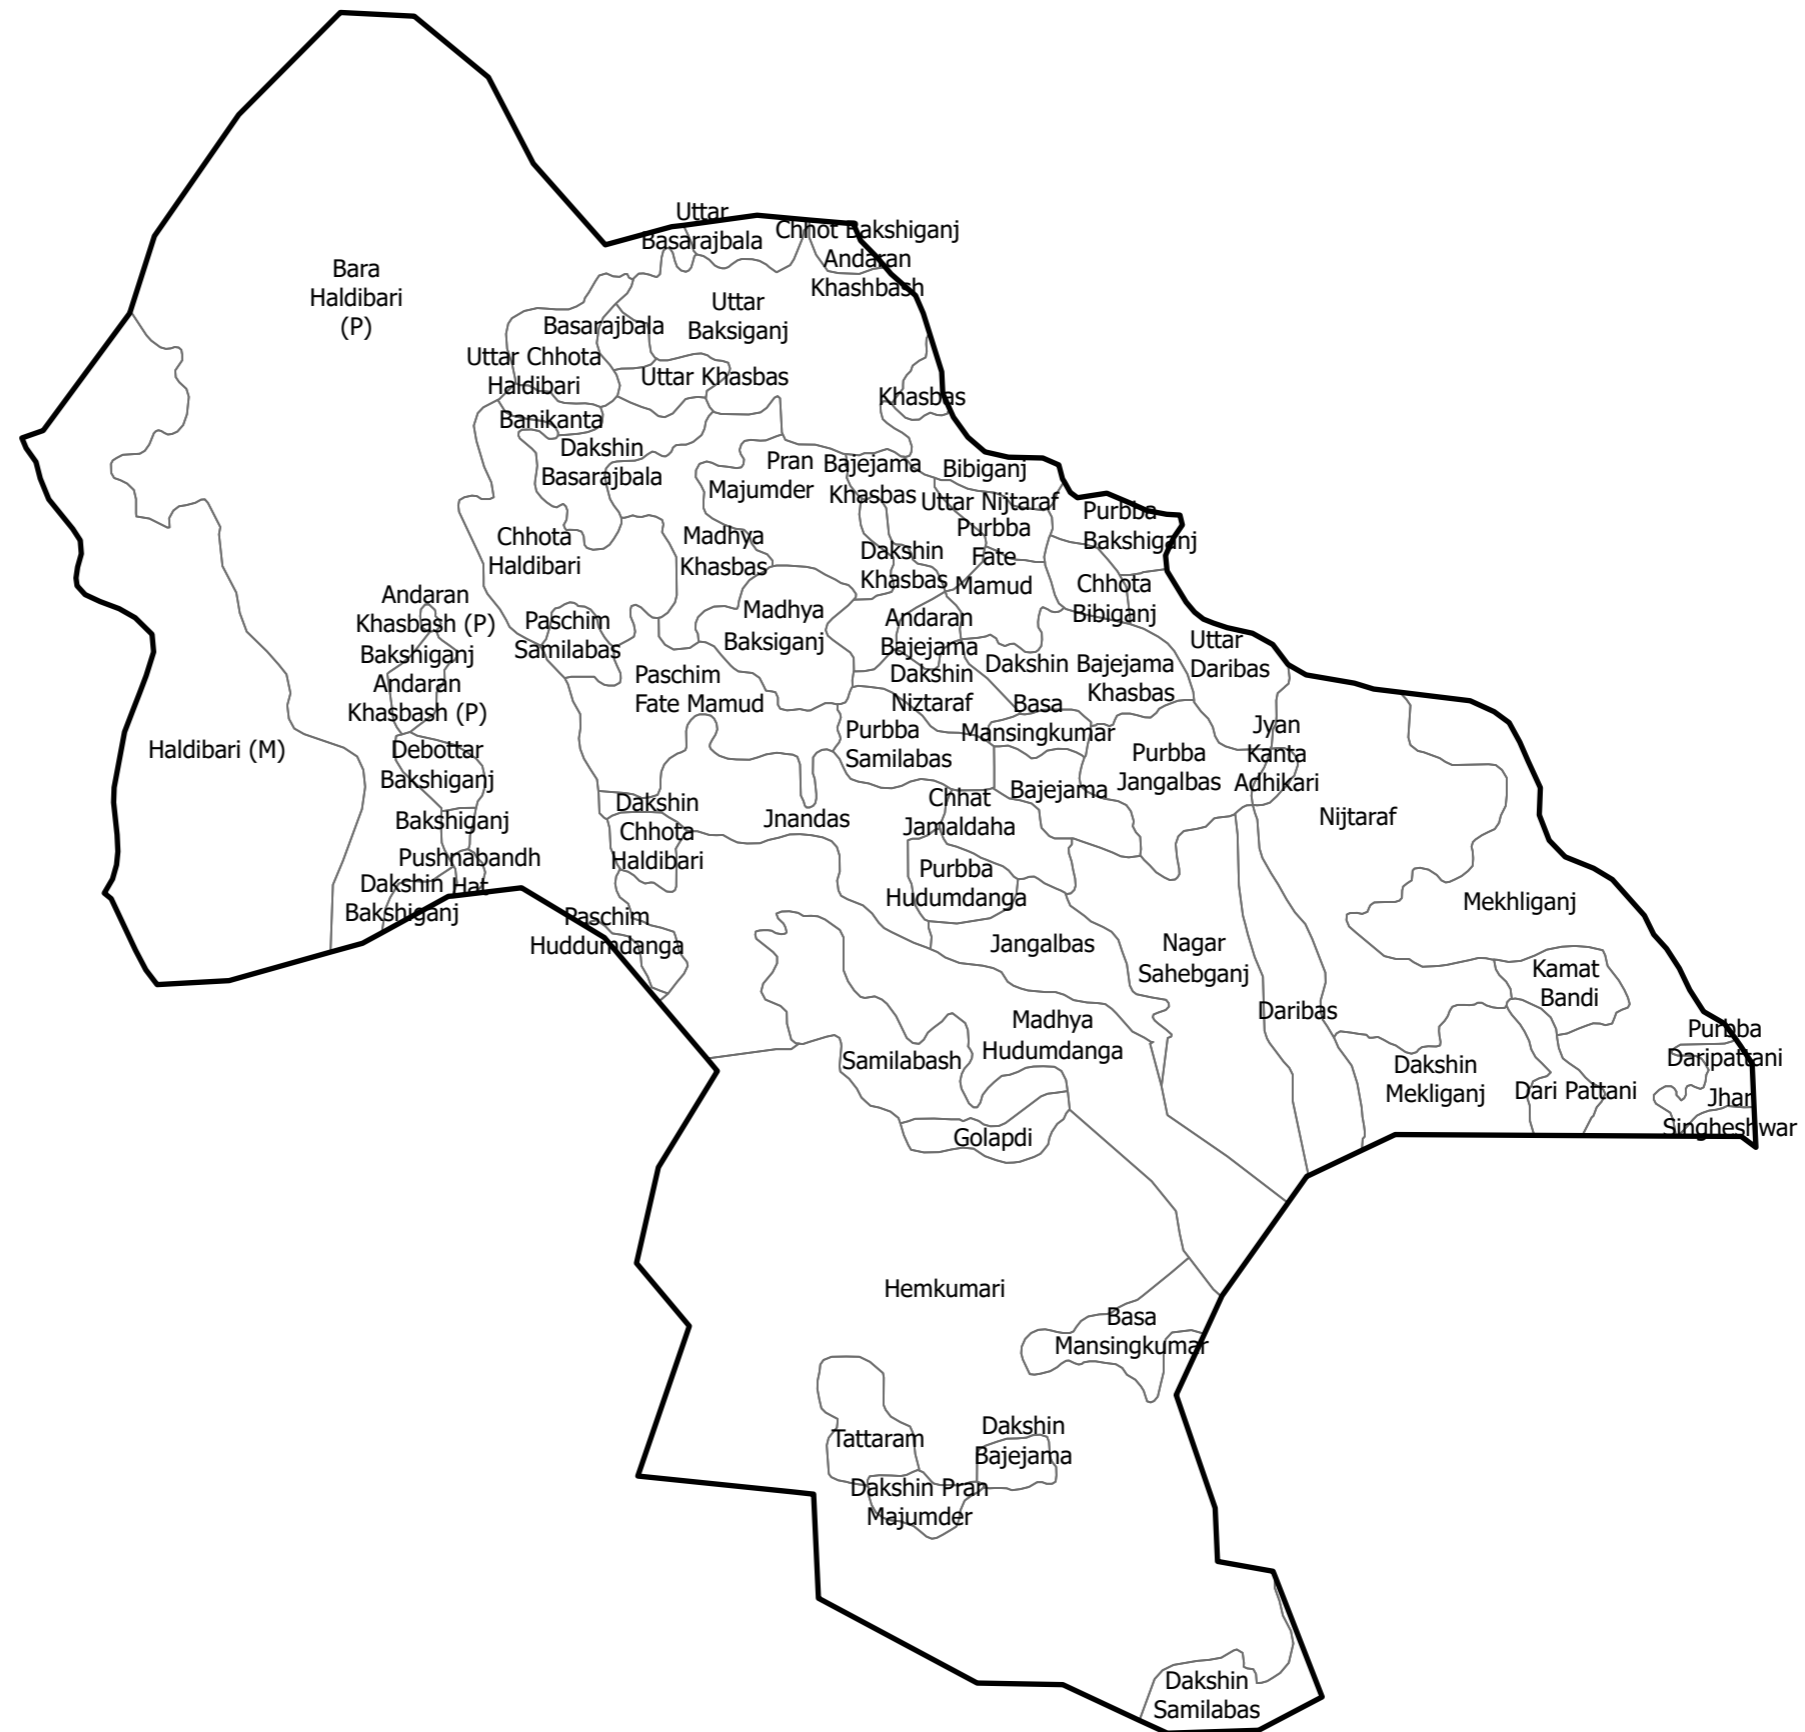 Uttar
Basarajbala
Chhot Bakshiganj
Andaran
Khashbash
Bara
Haldibari
(P)
Uttar
Baksiganj
Basarajbala
Uttar Chhota
Haldibari
Uttar Khasbas
Khasbas
Banikanta
Dakshin
Basarajbala
Pran
Majumder
Bajejama
Khasbas
Bibiganj
Uttar Nijtaraf
Purbba
Bakshiganj
Purbba
Fate
Mamud
Chhota
Haldibari
Madhya
Khasbas
Dakshin
Khasbas
Chhota
Bibiganj
Andaran
Khasbash (P)
Bakshiganj
Andaran
Khasbash (P)
Paschim
Samilabas
Madhya
Baksiganj
Andaran
Bajejama
Uttar
Daribas
Dakshin
Niztaraf
Dakshin Bajejama
Khasbas
Paschim
Fate Mamud
Basa
Mansingkumar
Purbba
Samilabas
Jyan
Kanta
Adhikari
Purbba
Jangalbas
Haldibari (M)
Debottar
Bakshiganj
Bajejama
Chhat
Jamaldaha
Dakshin
Chhota
Haldibari
Jnandas
Nijtaraf
Bakshiganj
Pushnabandh
Hat
Dakshin
Bakshiganj
Purbba
Hudumdanga
Mekhliganj
Paschim
Huddumdanga
Jangalbas
Nagar
Sahebganj
Kamat
Bandi
Daribas
Madhya
Hudumdanga
Purbba
Daripattani
Samilabash
Dakshin
Mekliganj
Dari Pattani
Jhar
Singheshwar
Golapdi
Hemkumari
Basa
Mansingkumar
Tattaram
Dakshin
Bajejama
Dakshin Pran
Majumder
Dakshin
Samilabas